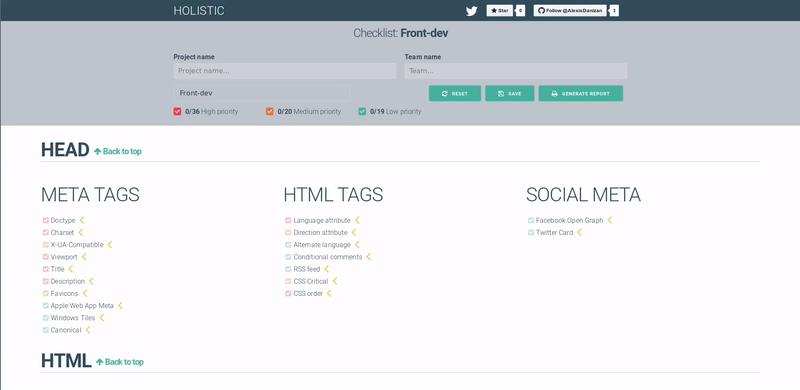 HOLISTIC
Star 0 Follow @AlexisDanizan 3
Checklist: Front-dev
Project name Team name
Project name... Team...
Front-dev RESET SAVE GENERATE REPORT
0/36 High priority 0/20 Medium priority 0/19 Low priority
HEAD Back to top
META TAGS
Doctype
Charset
X-UA-Compatible
Viewport
Title
Description
Favicons
Apple Web App Meta
Windows Tiles
Canonical
HTML TAGS
Language attribute
Direction attribute
Alternate language
Conditional comments
RSS feed
CSS Critical
CSS order
SOCIAL META
Facebook Open Graph
Twitter Card
HTML Back to top